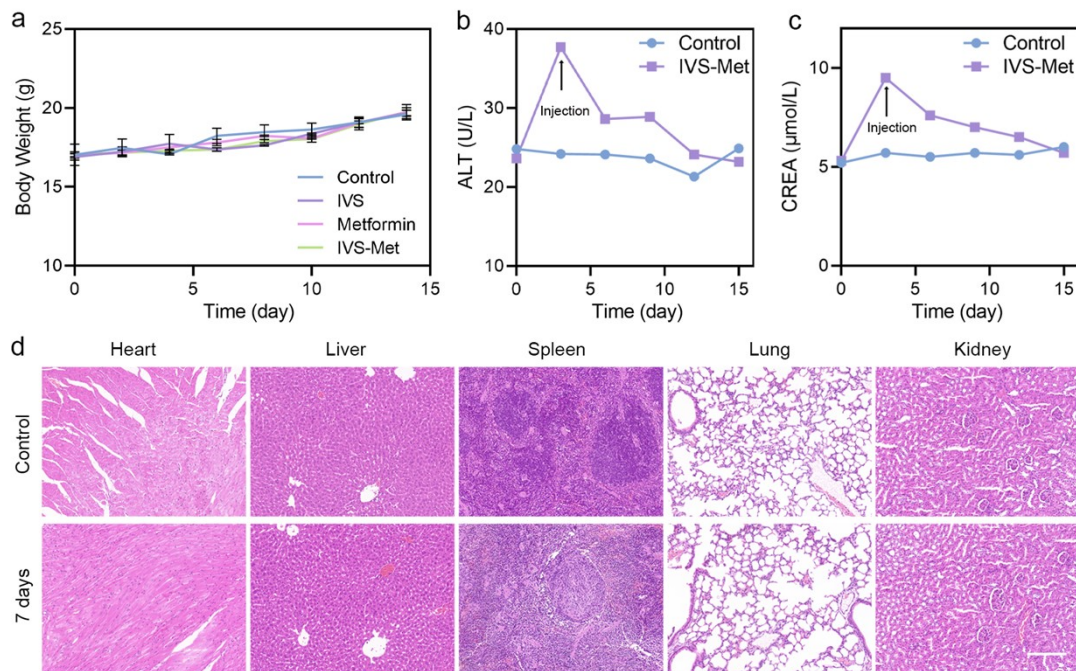 a
Body Weight (g)
25
20
15
10
0 5 10 15
Time (day)
Control
IVS
Metformin
IVS-Met
b
ALT (U/L)
40
30
20
10
0 5 10 15
Time (day)
Control
IVS-Met
Injection
c
CREA (μmol/L)
10
5
0
0 5 10 15
Time (day)
Control
IVS-Met
Injection
d
Heart Liver Spleen Lung Kidney
Control
7 days